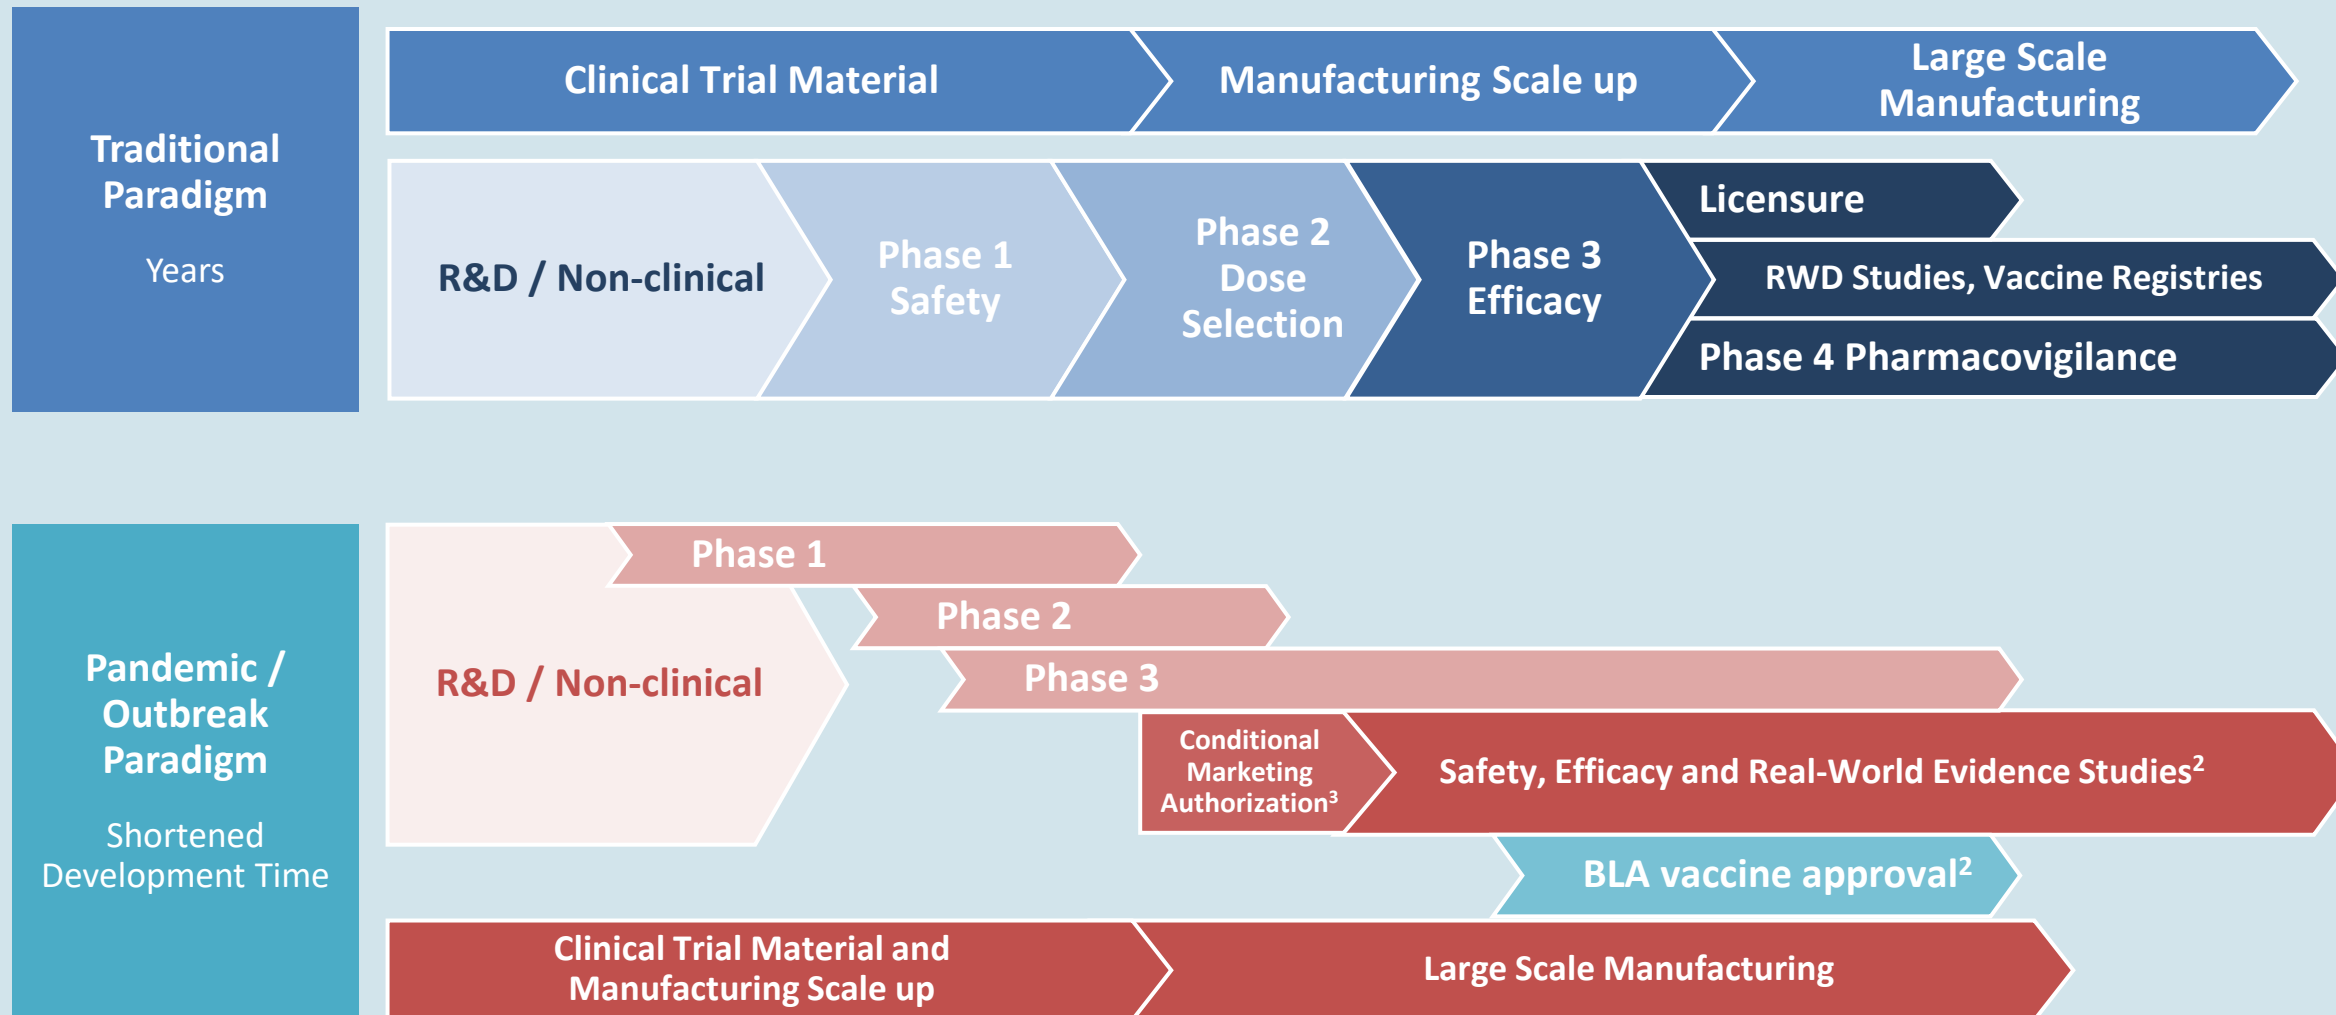 Traditional
Paradigm
Years
Clinical Trial Material
Manufacturing Scale up
Large Scale
Manufacturing
R&D / Non-clinical
Phase 1
Safety
Phase 2
Dose
Selection
Phase 3
Efficacy
Licensure
RWD Studies, Vaccine Registries
Phase 4 Pharmacovigilance
Pandemic /
Outbreak
Paradigm
Shortened
Development Time
R&D / Non-clinical
Phase 1
Phase 2
Phase 3
Conditional
Marketing
Authorization³
Safety, Efficacy and Real-World Evidence Studies²
BLA vaccine approval²
Clinical Trial Material and
Manufacturing Scale up
Large Scale Manufacturing